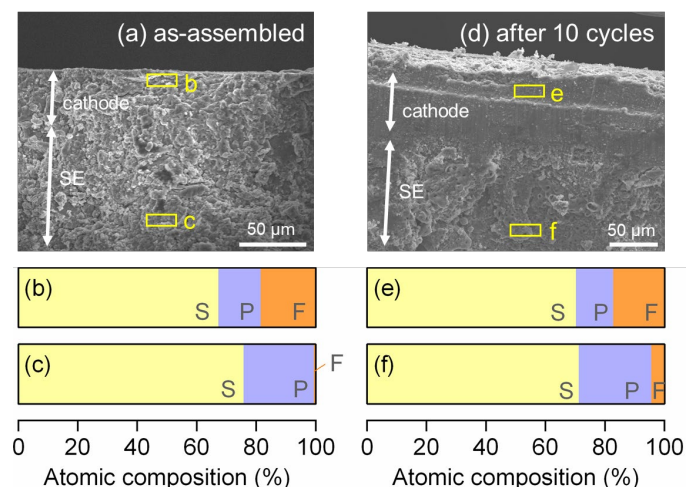 (a) as-assembled
b
cathode
SE
c
50 μm
(d) after 10 cycles
e
cathode
SE
f
50 μm
(b) S P F
(c) S P F
0 20 40 60 80 100
Atomic composition (%)
(e) S P F
(f) S P F
0 20 40 60 80 100
Atomic composition (%)